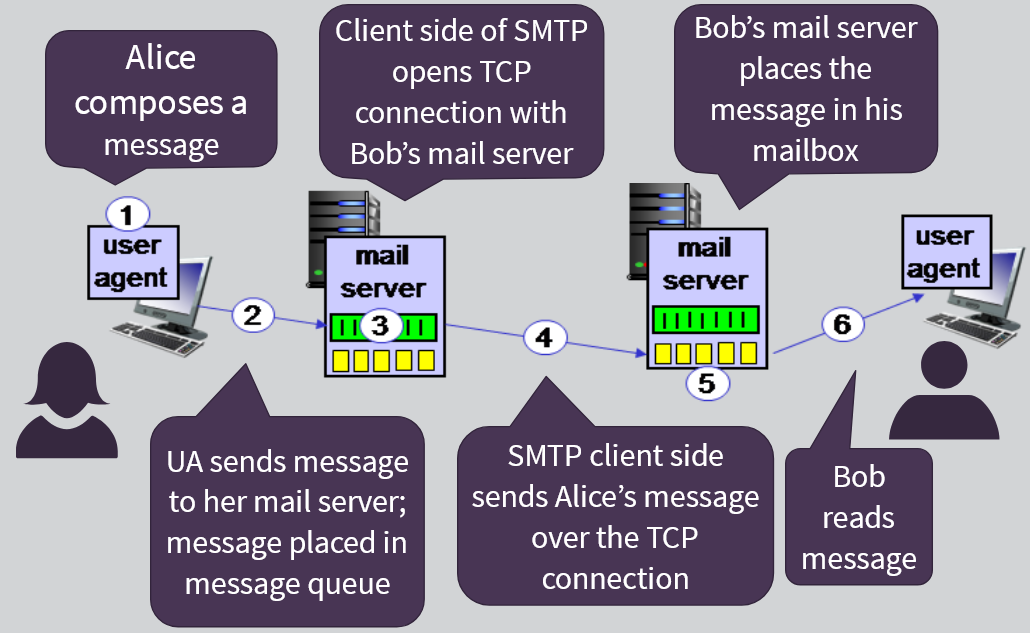 Alice
composes a
message
Client side of SMTP
opens TCP
connection with
Bob’s mail server
Bob’s mail server
places the
message in his
mailbox
1
user
agent
2
mail
server
3
4
mail
server
5
6
user
agent
UA sends message
to her mail server;
message placed in
message queue
SMTP client side
sends Alice’s message
over the TCP
connection
Bob
reads
message